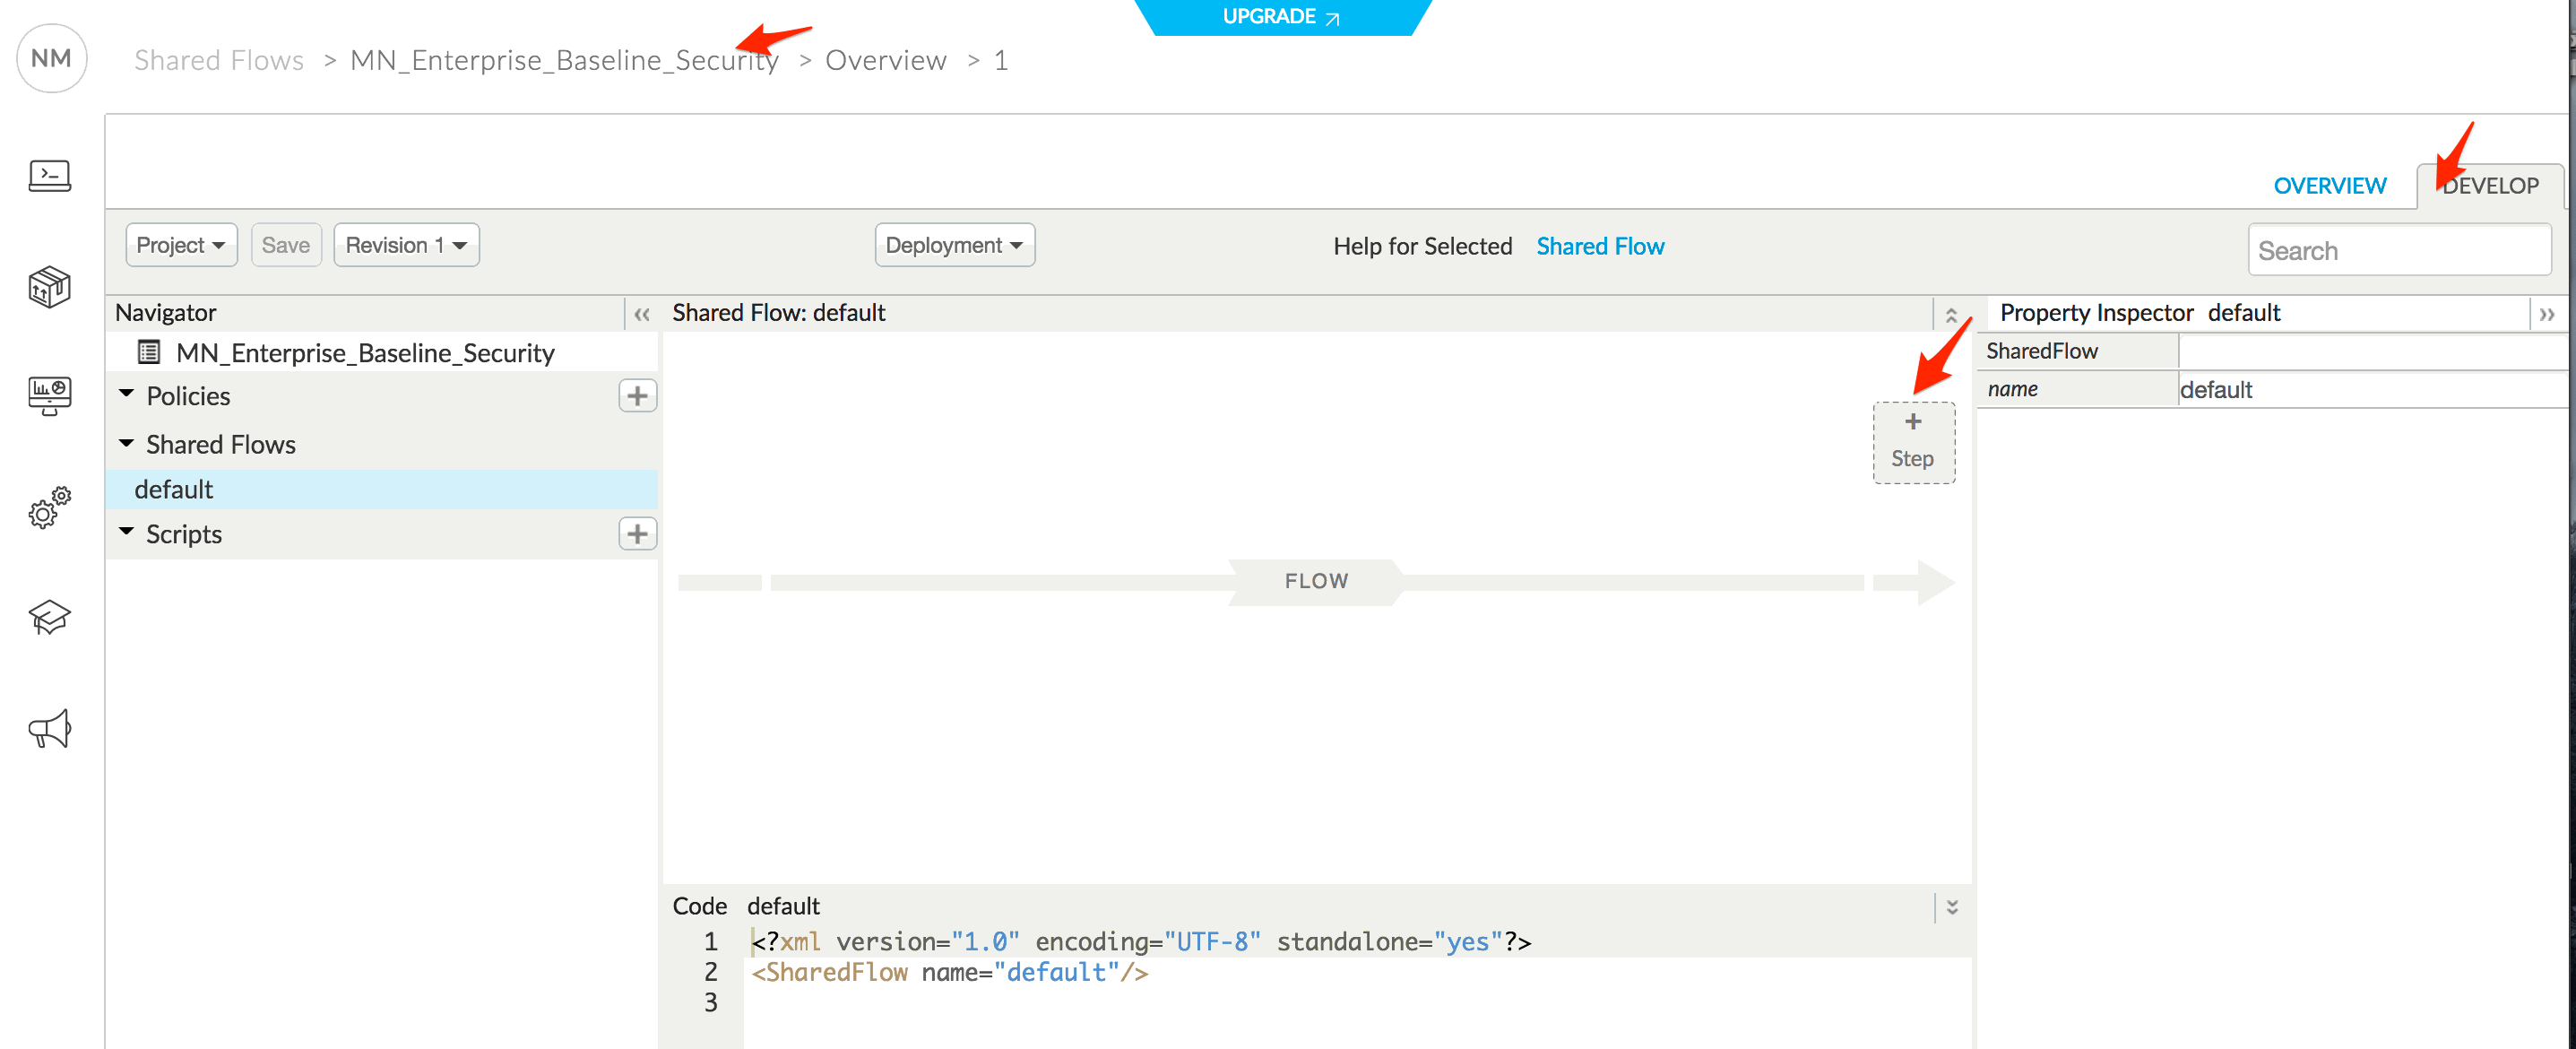 UPGRADE
NM
Shared Flows > MN_Enterprise_Baseline_Security > Overview > 1
OVERVIEW
DEVELOP
Project
Save
Revision 1
Deployment
Help for Selected Shared Flow
Search
Navigator
MN_Enterprise_Baseline_Security
Policies
Shared Flows
default
Scripts
Shared Flow: default
+
Step
FLOW
Property Inspector default
SharedFlow
name default
Code default
1 <?xml version="1.0" encoding="UTF-8" standalone="yes"?>
2 <SharedFlow name="default"/>
3